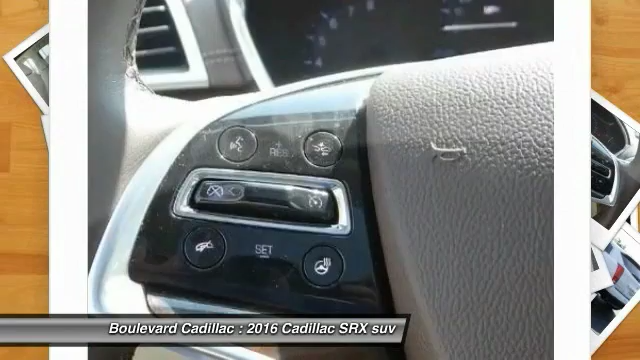 +
RES
SET
−
Boulevard Cadillac : 2016 Cadillac SRX suv